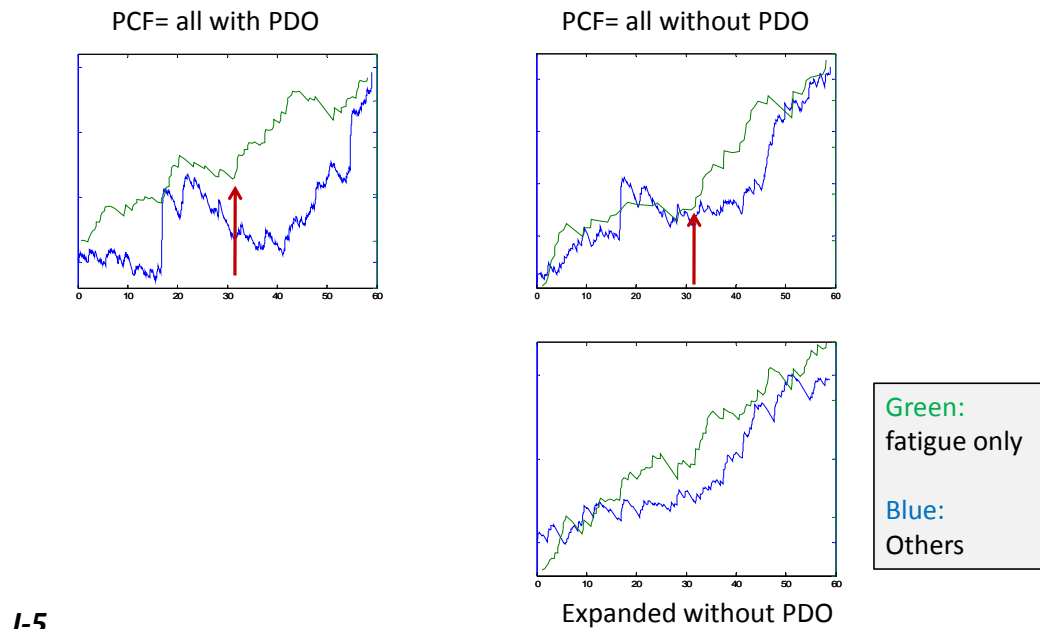 PCF= all with PDO
PCF= all without PDO
0 10 20 30 40 50 60
0 10 20 30 40 50 60
Green:
fatigue only
Blue:
Others
0 10 20 30 40 50 60
Expanded without PDO
I-5